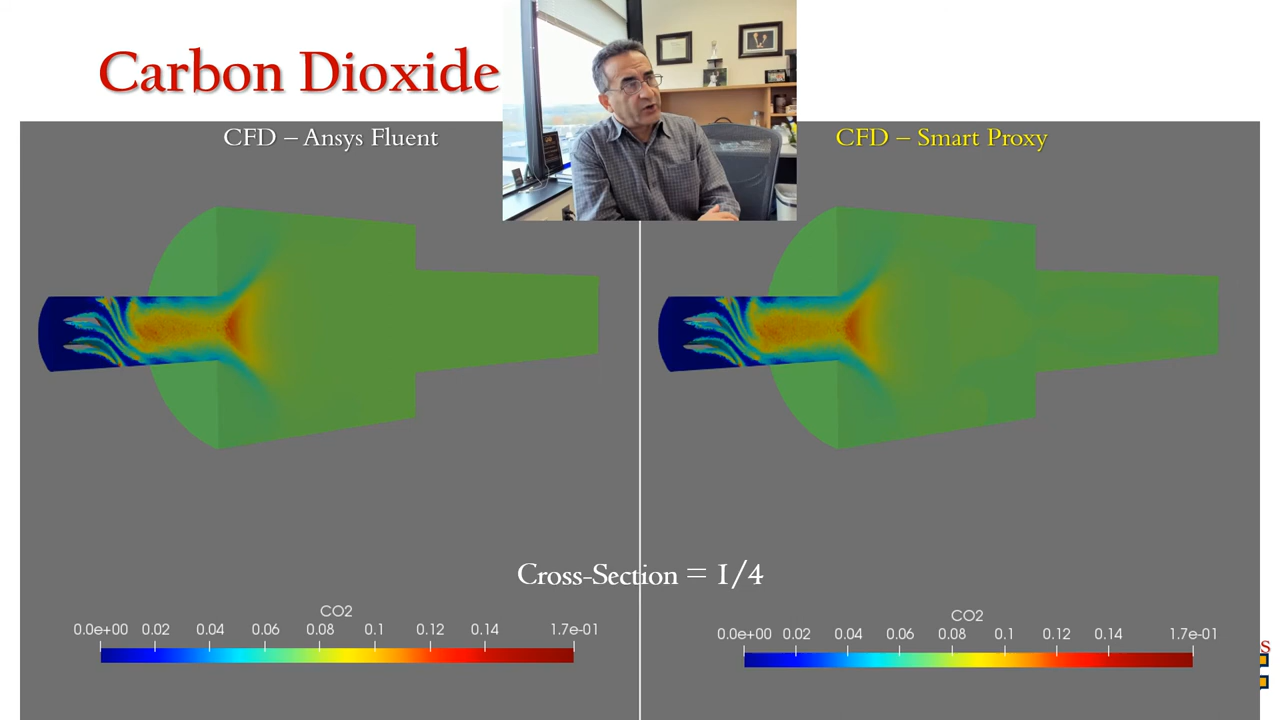 Carbon Dioxide
CFD – Ansys Fluent
CFD – Smart Proxy
Cross-Section = 1/4
CO2
0.0e+00 0.02 0.04 0.06 0.08 0.1 0.12 0.14 1.7e-01
CO2
0.0e+00 0.02 0.04 0.06 0.08 0.1 0.12 0.14 1.7e-01
s